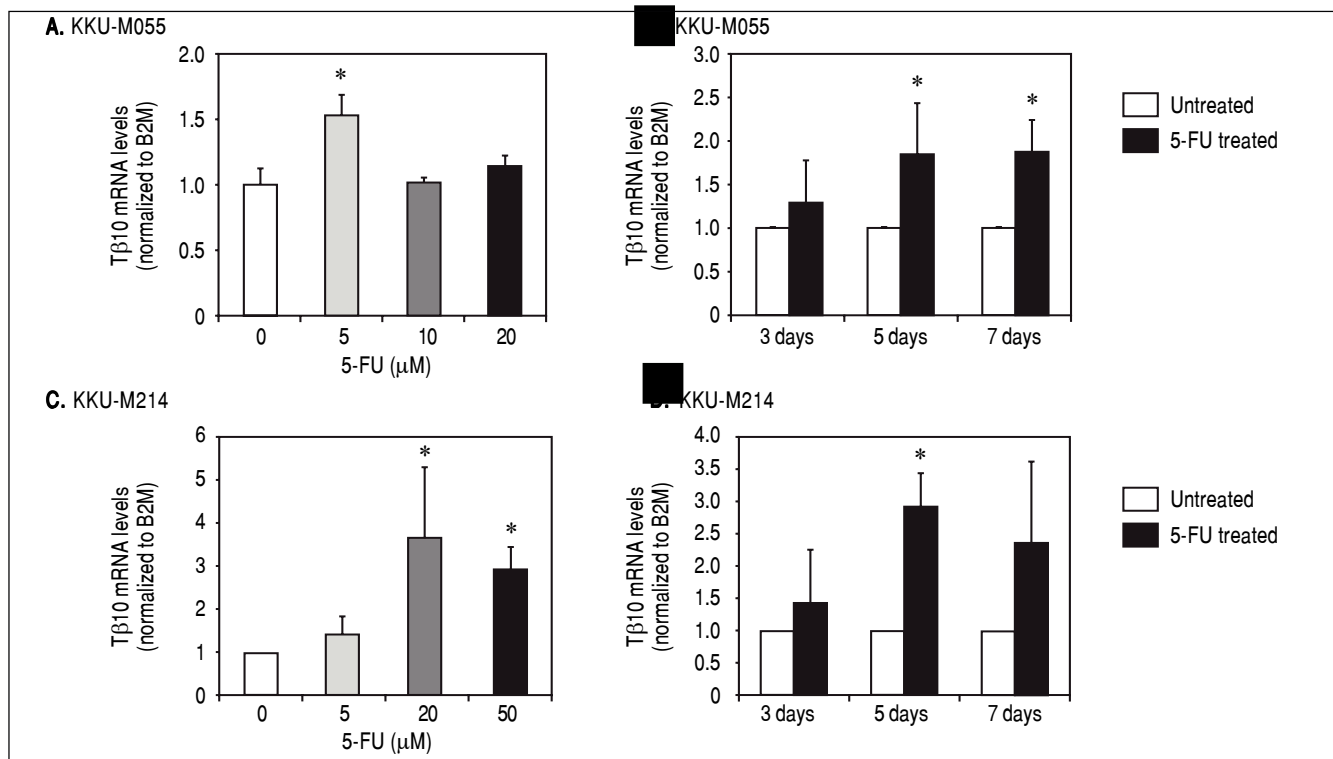 A. KKU-M055
Tβ10 mRNA levels
(normalized to B2M)
2.0
1.5
1.0
0.5
0
*
0 5 10 20
5-FU (μM)
KKU-M055
Tβ10 mRNA levels
(normalized to B2M)
3.0
2.5
2.0
1.5
1.0
0.5
0
* *
3 days 5 days 7 days
Untreated
5-FU treated
C. KKU-M214
Tβ10 mRNA levels
(normalized to B2M)
6
5
4
3
2
1
0
*
*
0 5 20 50
5-FU (μM)
KKU-M214
Tβ10 mRNA levels
(normalized to B2M)
4.0
3.5
3.0
2.5
2.0
1.5
1.0
0.5
0
*
3 days 5 days 7 days
Untreated
5-FU treated